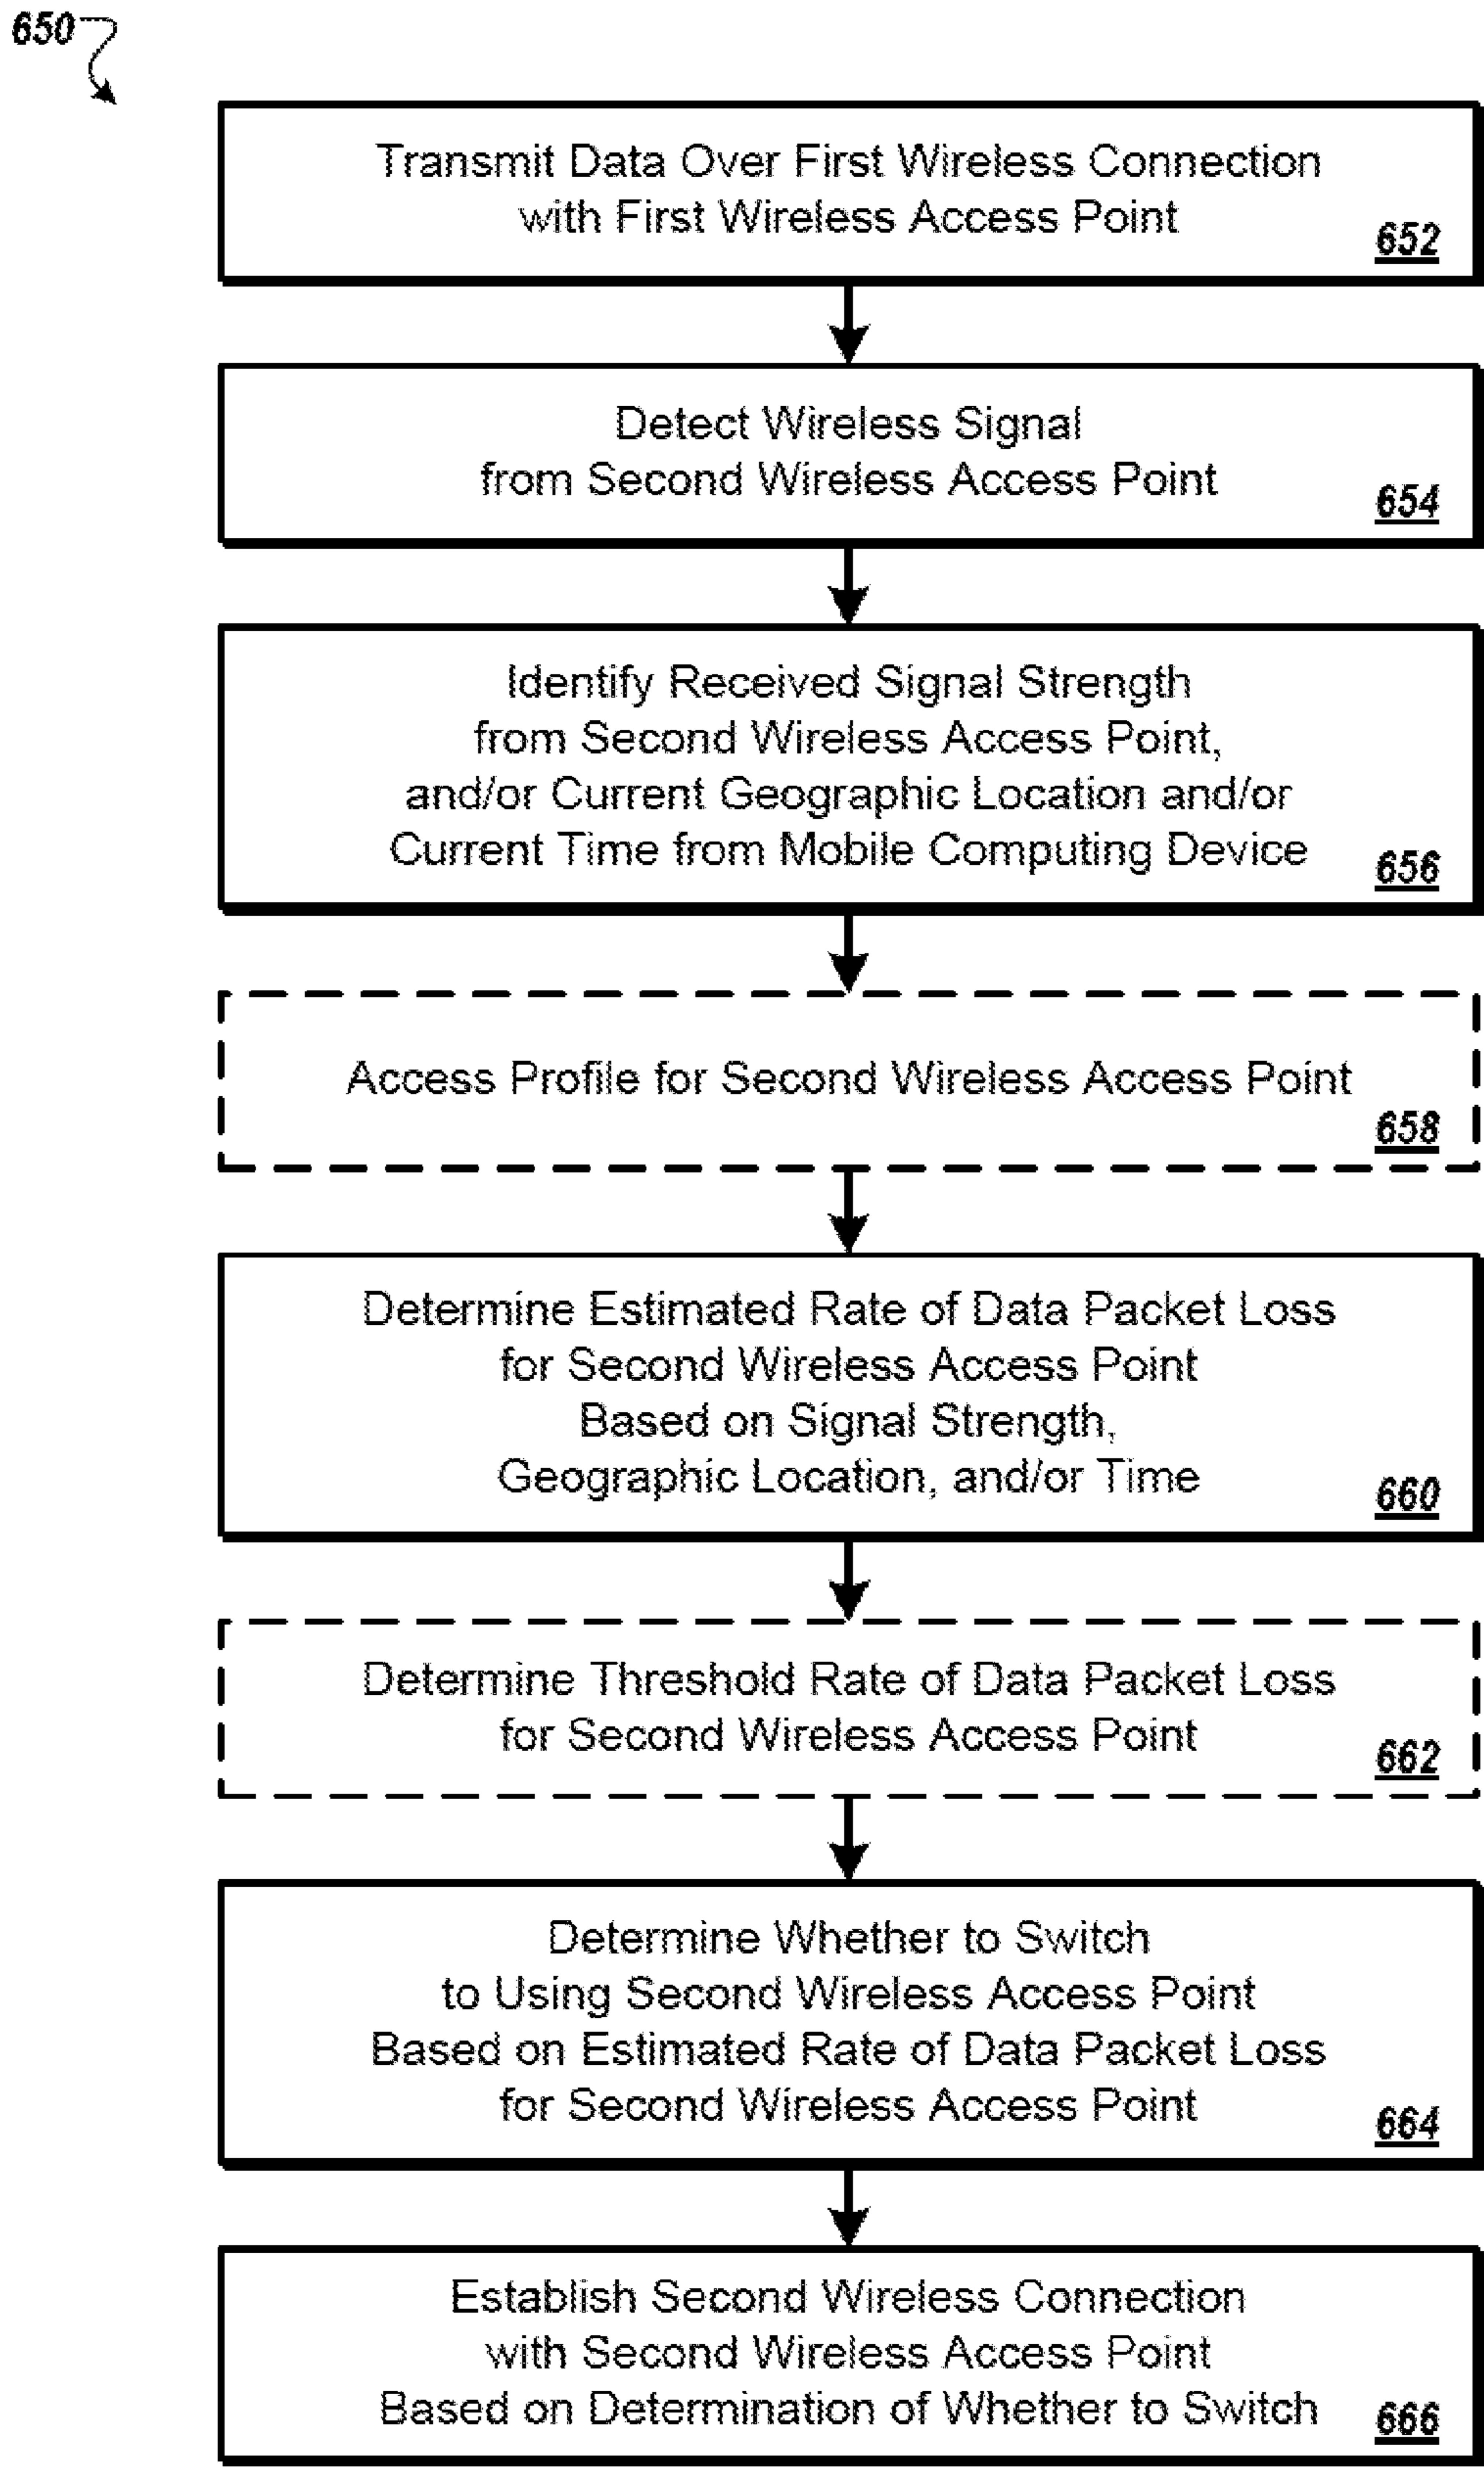 650
Transmit Data Over First Wireless Connection
with First Wireless Access Point
652
Detect Wireless Signal
from Second Wireless Access Point
654
Identify Received Signal Strength
from Second Wireless Access Point,
and/or Current Geographic Location and/or
Current Time from Mobile Computing Device
656
Access Profile for Second Wireless Access Point
658
Determine Estimated Rate of Data Packet Loss
for Second Wireless Access Point
Based on Signal Strength,
Geographic Location, and/or Time
660
Determine Threshold Rate of Data Packet Loss
for Second Wireless Access Point
662
Determine Whether to Switch
to Using Second Wireless Access Point
Based on Estimated Rate of Data Packet Loss
for Second Wireless Access Point
664
Establish Second Wireless Connection
with Second Wireless Access Point
Based on Determination of Whether to Switch
666